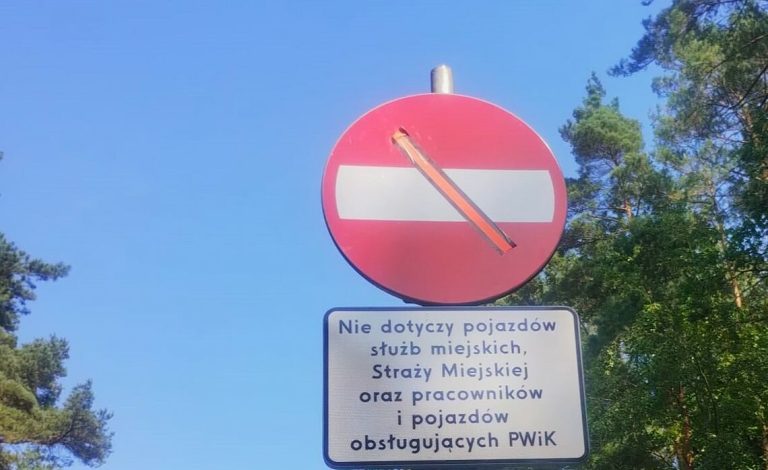 Nie dotyczy pojazdów
służb miejskich,
Straży Miejskiej
oraz pracowników
i pojazdów
obsługujących PWiK